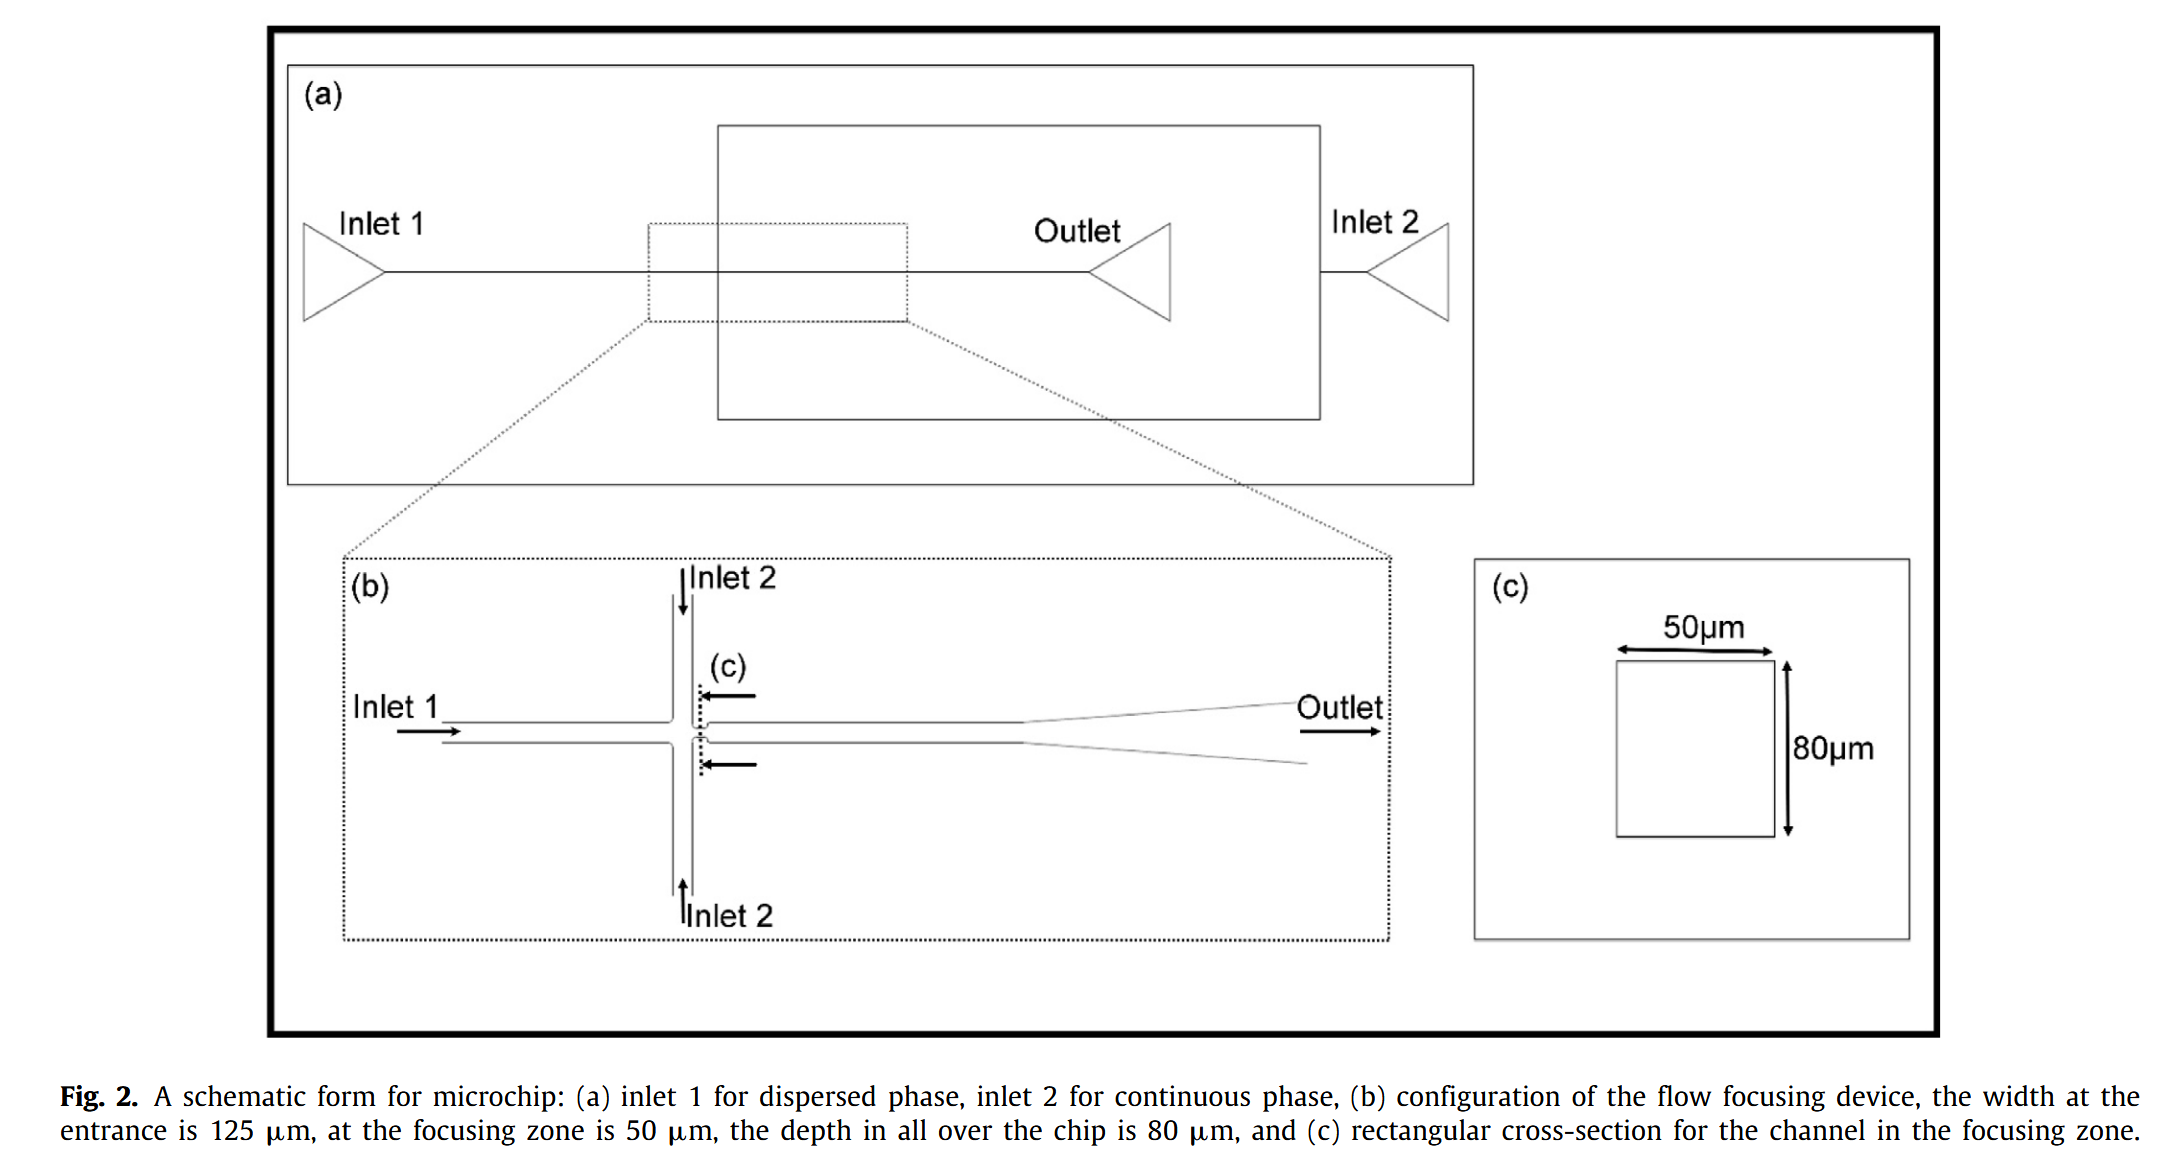 (a)
Inlet 1
Outlet
Inlet 2
(b)
Inlet 2
(c)
Inlet 1
Outlet
Inlet 2
(c)
50μm
80μm
Fig. 2. A schematic form for microchip: (a) inlet 1 for dispersed phase, inlet 2 for continuous phase, (b) configuration of the flow focusing device, the width at the
entrance is 125 μm, at the focusing zone is 50 μm, the depth in all over the chip is 80 μm, and (c) rectangular cross-section for the channel in the focusing zone.